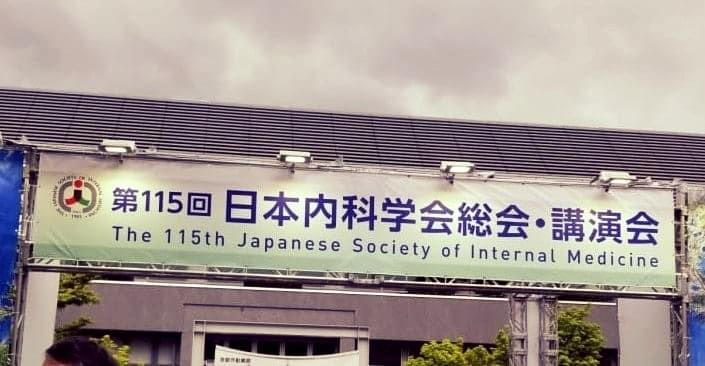 第115回 日本内科学会総会・講演会
The 115th Japanese Society of Internal Medicine